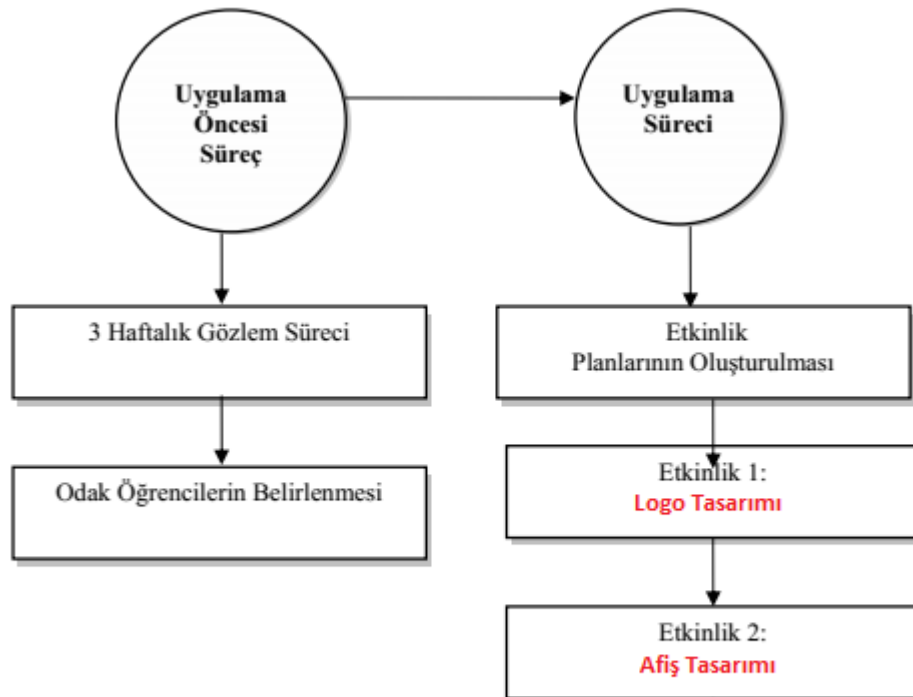 Uygulama
Öncesi
Süreç
Uygulama
Süreci
3 Haftalık Gözlem Süreci
Odak Öğrencilerin Belirlenmesi
Etkinlik
Planlarının Oluşturulması
Etkinlik 1:
Logo Tasarımı
Etkinlik 2:
Afiş Tasarımı